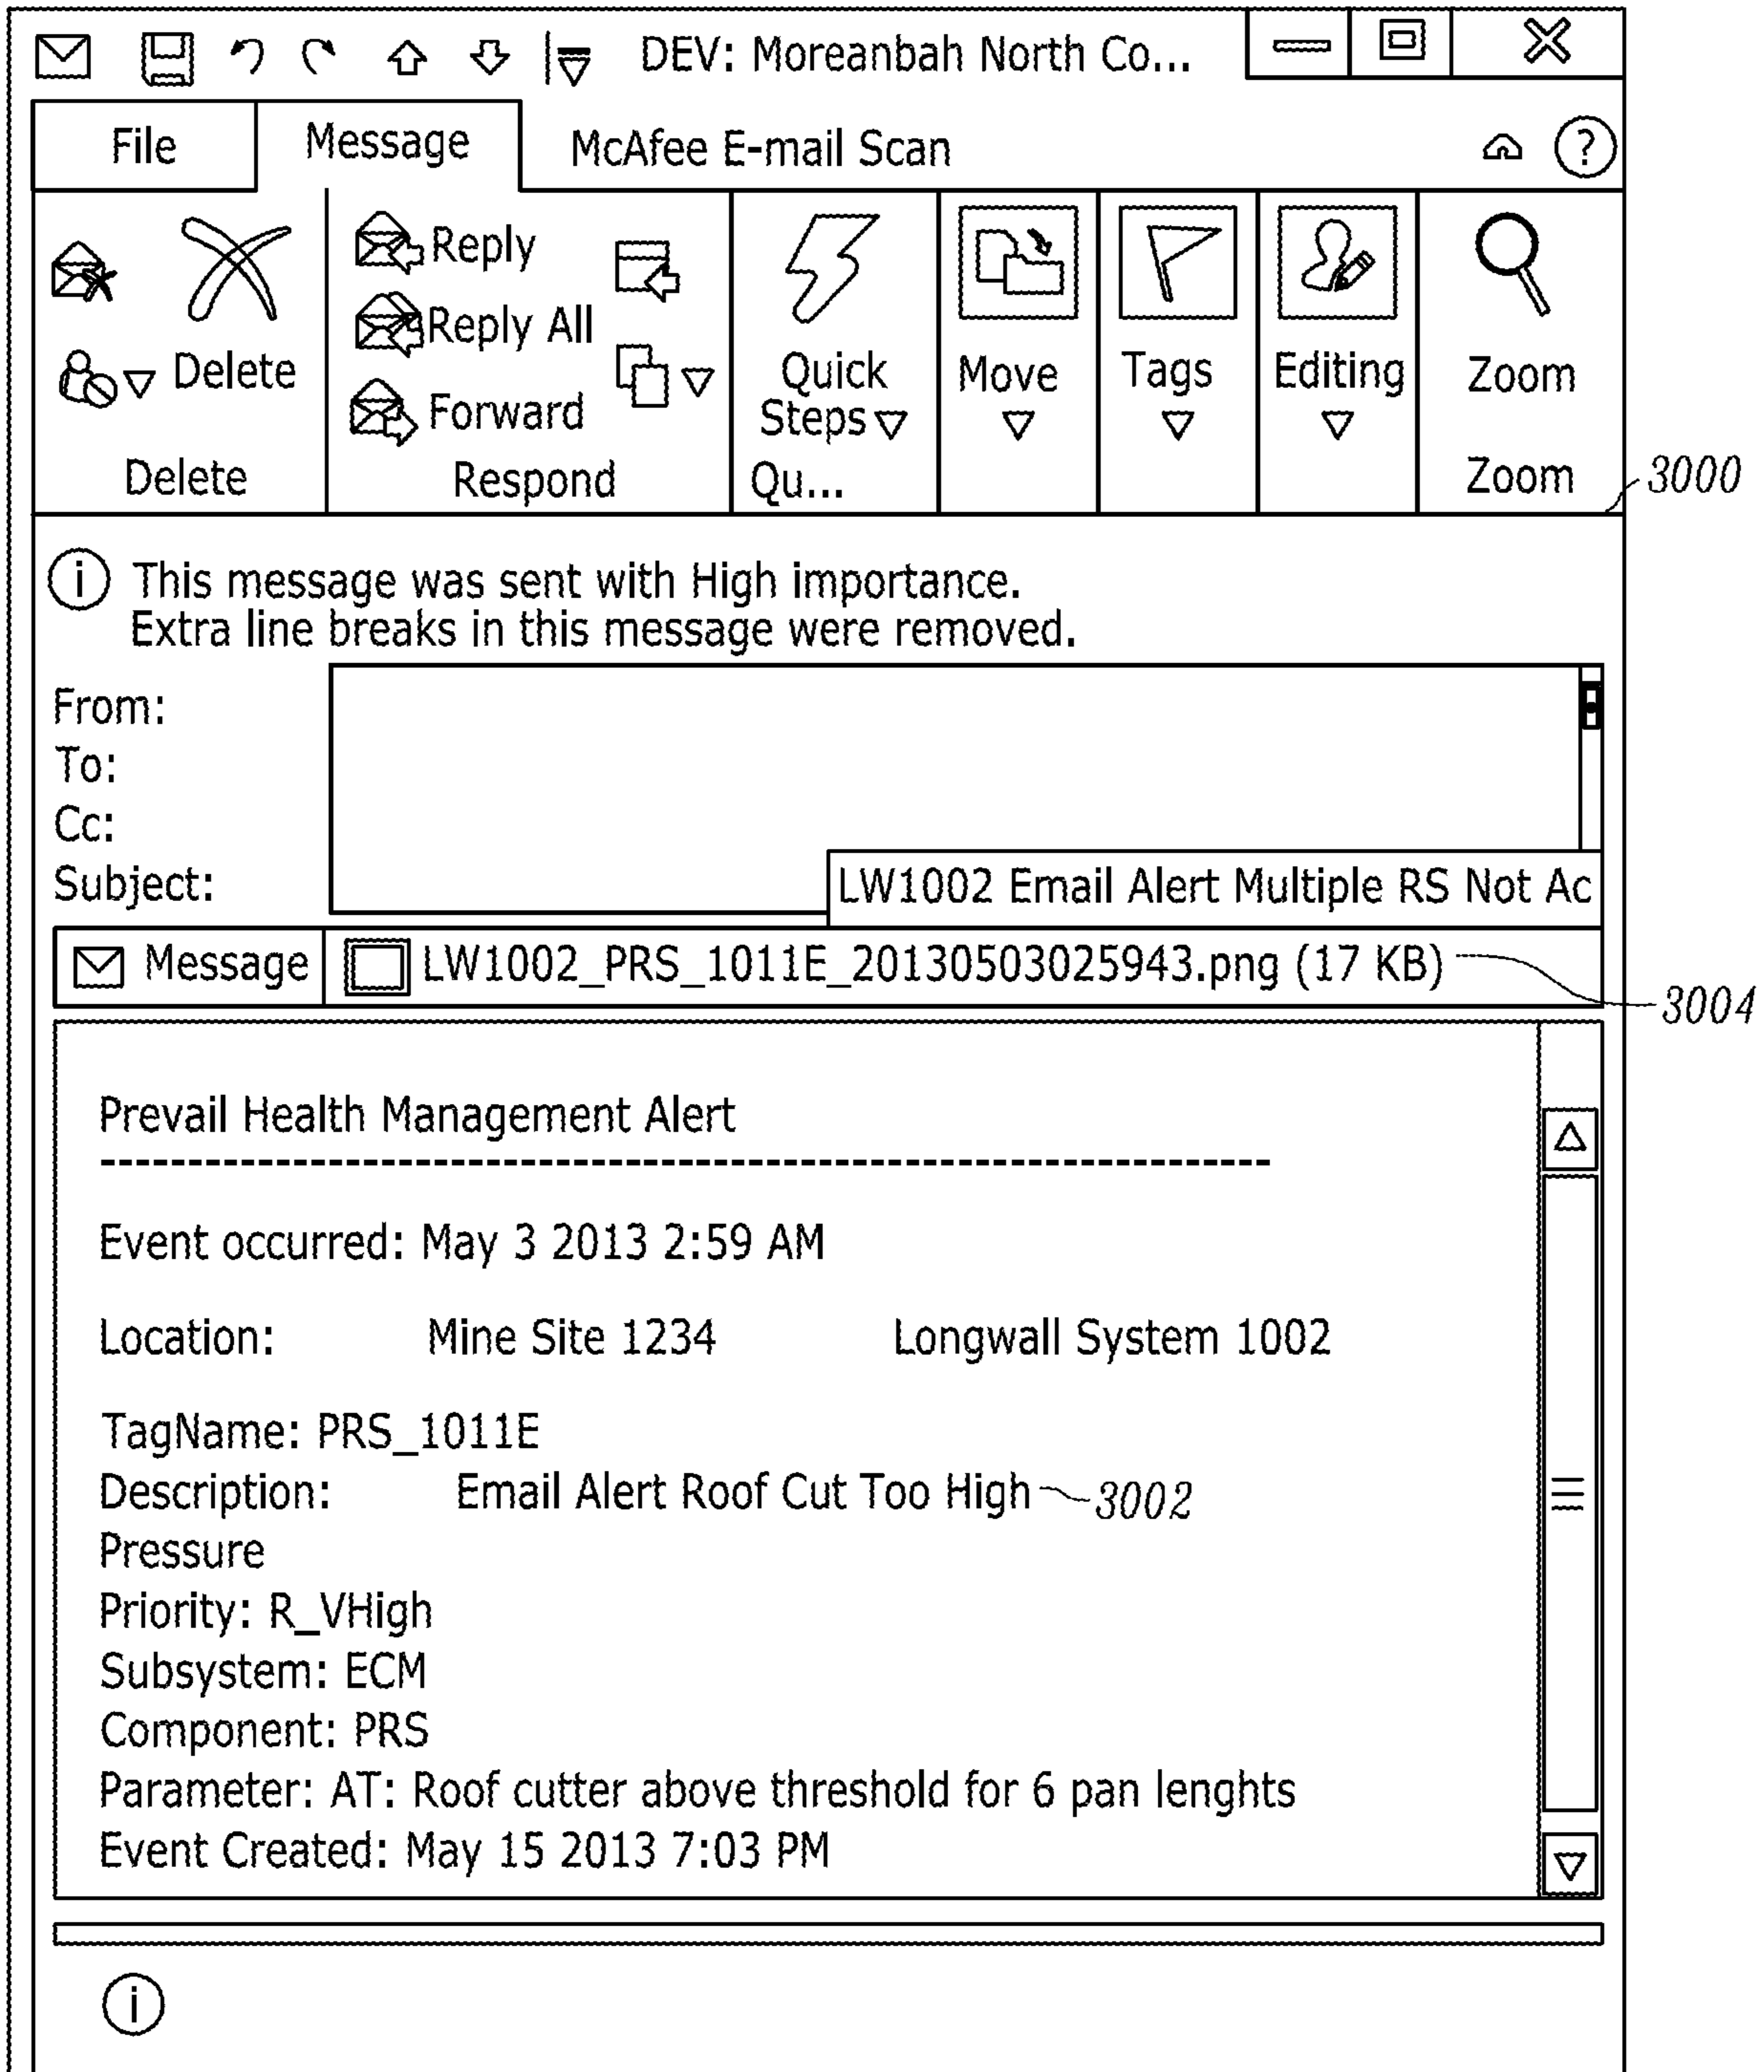 DEV: Moreanbah North Co...
File Message McAfee E-mail Scan ?
Reply
Reply All
Delete
Forward
Quick Steps
Move
Tags
Editing
Zoom
Delete Respond Qu... Zoom
3000
i This message was sent with High importance.
Extra line breaks in this message were removed.
From:
To:
Cc:
Subject: LW1002 Email Alert Multiple RS Not Ac
Message LW1002_PRS_1011E_20130503025943.png (17 KB)
3004
Prevail Health Management Alert
----------------------------------------------------------------------
Event occurred: May 3 2013 2:59 AM
Location: Mine Site 1234 Longwall System 1002
TagName: PRS_1011E
Description: Email Alert Roof Cut Too High 3002
Pressure
Priority: R_VHigh
Subsystem: ECM
Component: PRS
Parameter: AT: Roof cutter above threshold for 6 pan lenghts
Event Created: May 15 2013 7:03 PM
i